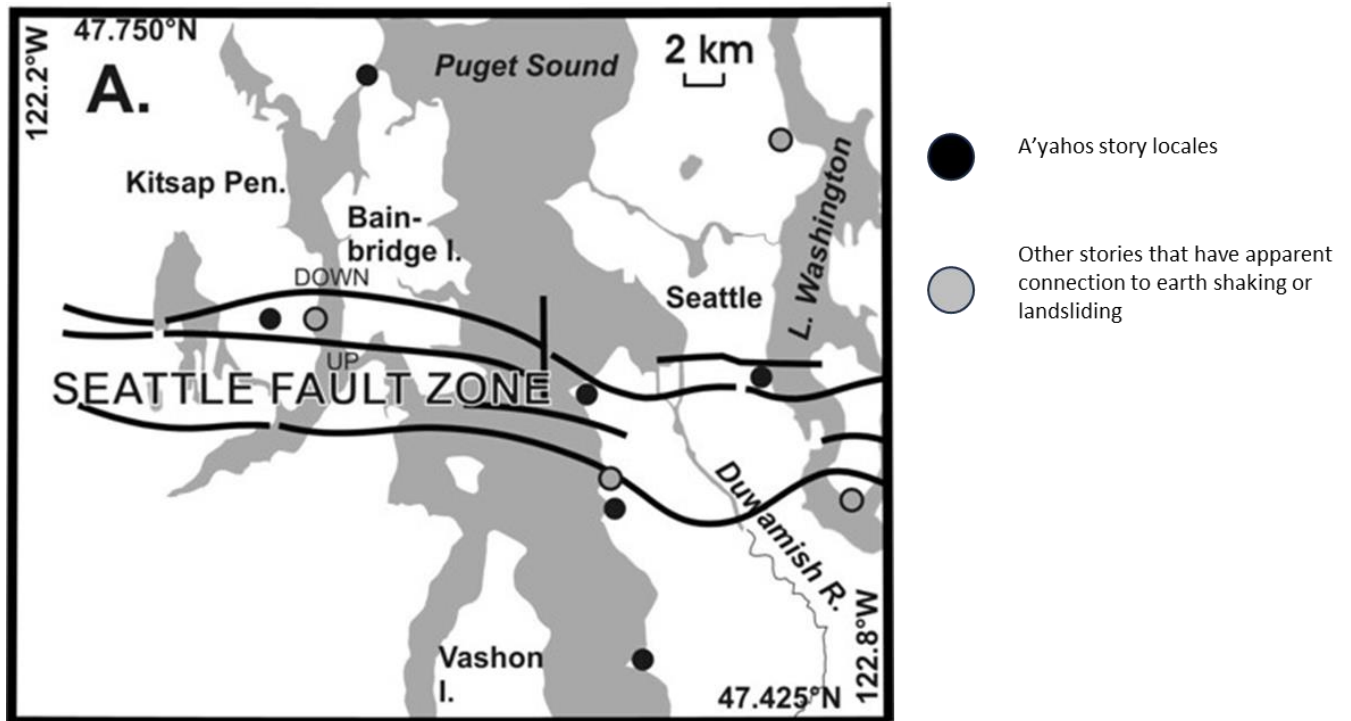 47.750°N
122.2°W
A.
Puget Sound
2 km
Kitsap Pen.
Bain-
bridge I.
DOWN
UP
SEATTLE FAULT ZONE
Seattle
L. Washington
Duwamish R.
Vashon
I.
47.425°N
122.8°W
A’yahos story locales
Other stories that have apparent
connection to earth shaking or
landsliding